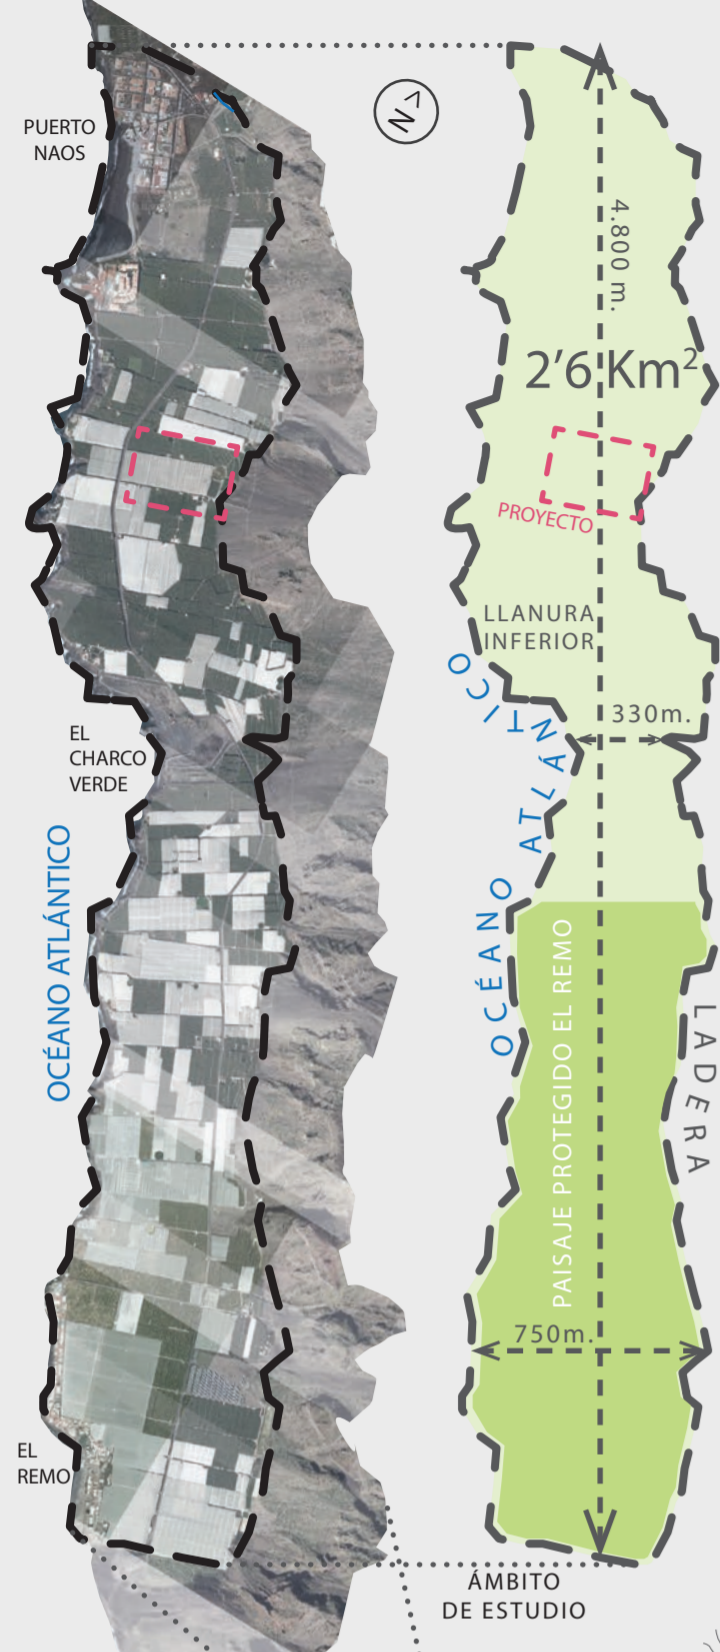 PUERTO
NAOS
N
4.800 m.
2'6 Km²
PROYECTO
LLANURA
INFERIOR
OCÉANO ATLÁNTICO
330m.
EL
CHARCO
VERDE
OCÉANO ATLÁNTICO
PAISAJE PROTEGIDO EL REMO
LADERA
750m.
EL
REMO
ÁMBITO
DE ESTUDIO